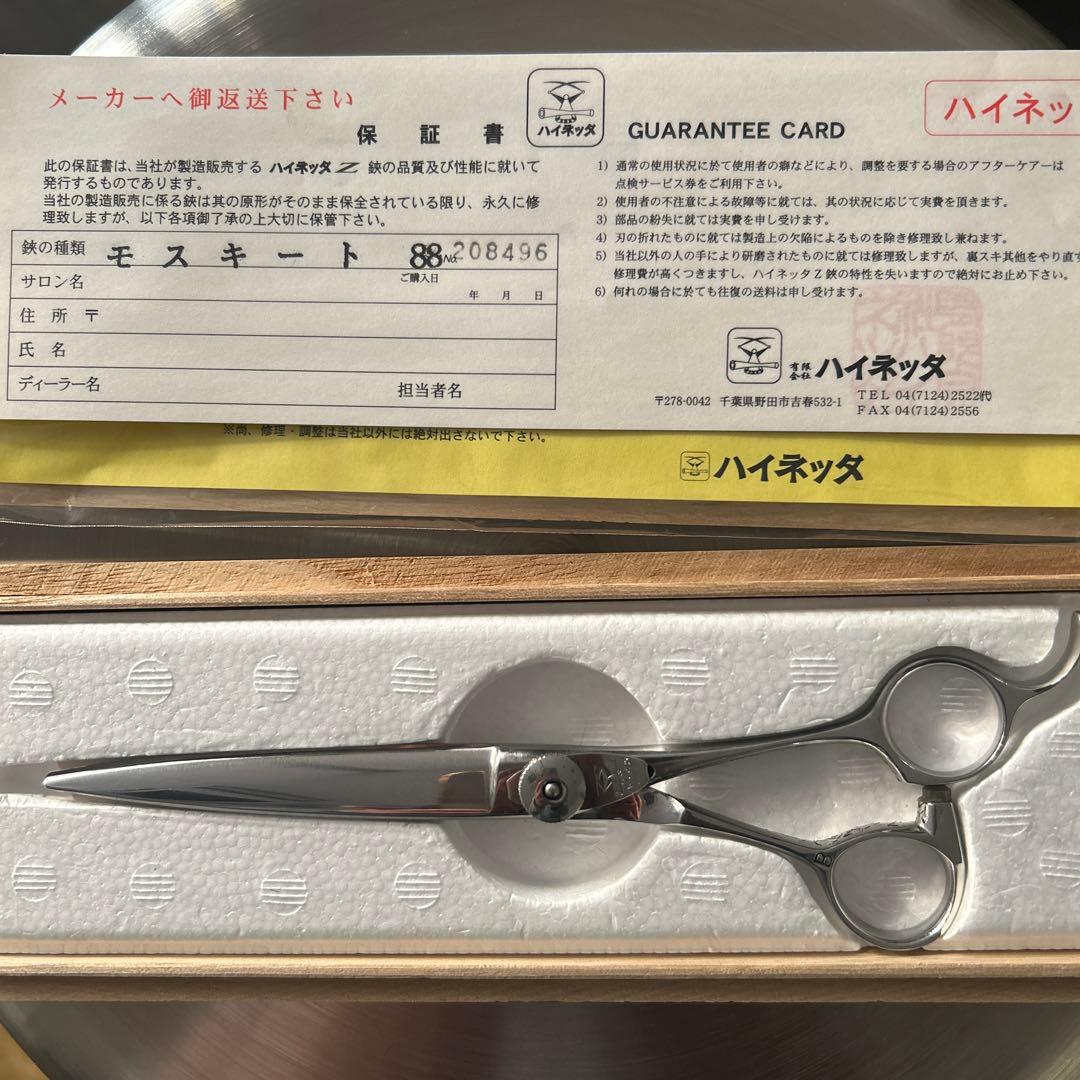 メーカーへ御返送下さい
保証書
ハイネッタ
GUARANTEE CARD
ハイネッ
此の保証書は、当社が製造販売する ハイネッタ Z 鋏の品質及び性能に就いて
発行するものであります。
当社の製造販売に係る鋏は其の原形がそのまま保全されている限り、永久に修
理致しますが、以下各項御了承の上大切に保管下さい。
鋏の種類 モスキート 88 No. 208496
サロン名 ご購入日
年 月 日
住所 〒
氏名
ディーラー名 担当者名
1) 通常の使用状況に於て使用者の癖などにより、調整を要する場合のアフターケアーは
点検サービス券をご利用下さい。
2) 使用者の不注意による故障等に就ては、其の状況に応じて実費を頂きます。
3) 部品の紛失に就ては実費を申し受けます。
4) 刃の折れたものに就ては製造上の欠陥によるものを除き修理致し兼ねます。
5) 当社以外の人の手により研磨されたものに就ては修理致しますが、裏スキ其他をやり直す
修理費が高くつきますし、ハイネッタZ鋏の特性を失いますので絶対にお止め下さい。
6) 何れの場合に於ても往復の送料は申し受けます。
有限会社 ハイネッタ
〒278-0042 千葉県野田市吉春532-1
TEL 04(7124)2522代
FAX 04(7124)2556
※尚、修理・調整は当社以外には絶対出さないで下さい。
ハイネッタ